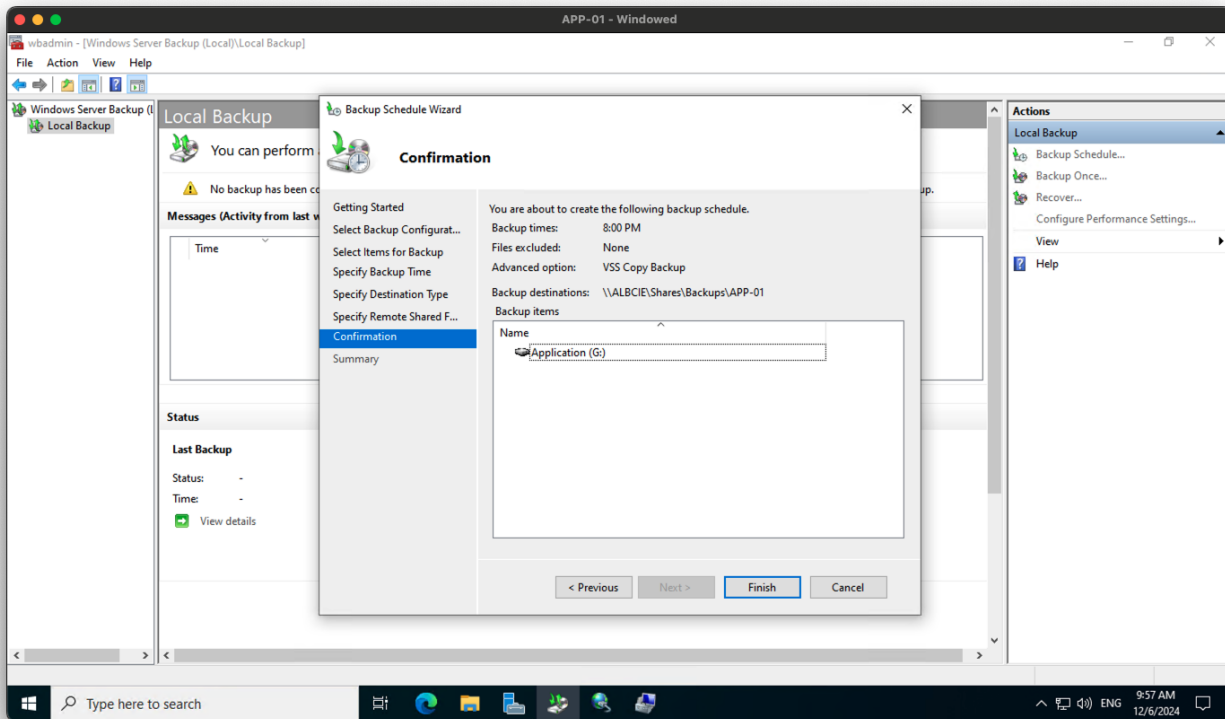 APP-01 - Windowed
wbadmin - [Windows Server Backup (Local)\Local Backup]
File Action View Help
Windows Server Backup (L
Local Backup
Local Backup
You can perform
No backup has been co
up.
Messages (Activity from last w
Time
Status
Last Backup
Status: -
Time: -
View details
Backup Schedule Wizard
Confirmation
Getting Started
Select Backup Configurat...
Select Items for Backup
Specify Backup Time
Specify Destination Type
Specify Remote Shared F...
Confirmation
Summary
You are about to create the following backup schedule.
Backup times: 8:00 PM
Files excluded: None
Advanced option: VSS Copy Backup
Backup destinations: \\ALBCIE\Shares\Backups\APP-01
Backup items
Name
Application (G:)
< Previous Next > Finish Cancel
Actions
Local Backup
Backup Schedule...
Backup Once...
Recover...
Configure Performance Settings...
View
Help
Type here to search
ENG
9:57 AM
12/6/2024